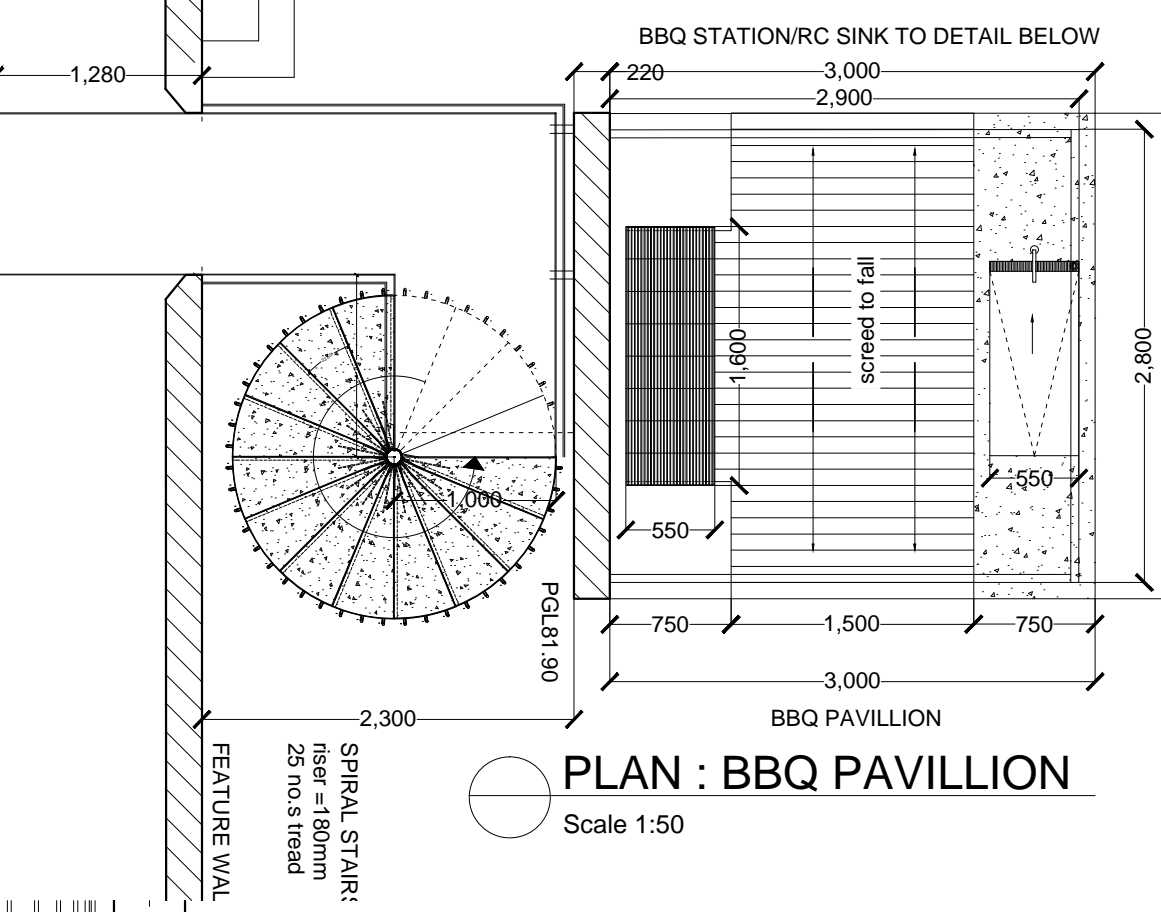 BBQ STATION/RC SINK TO DETAIL BELOW
1,280
220
3,000
2,900
screed to fall
1,600
2,800
1,000
550
550
PGL81.90
750
1,500
750
3,000
2,300
BBQ PAVILLION
FEATURE WAL
SPIRAL STAIRS
riser =180mm
25 no.s tread
PLAN : BBQ PAVILLION
Scale 1:50